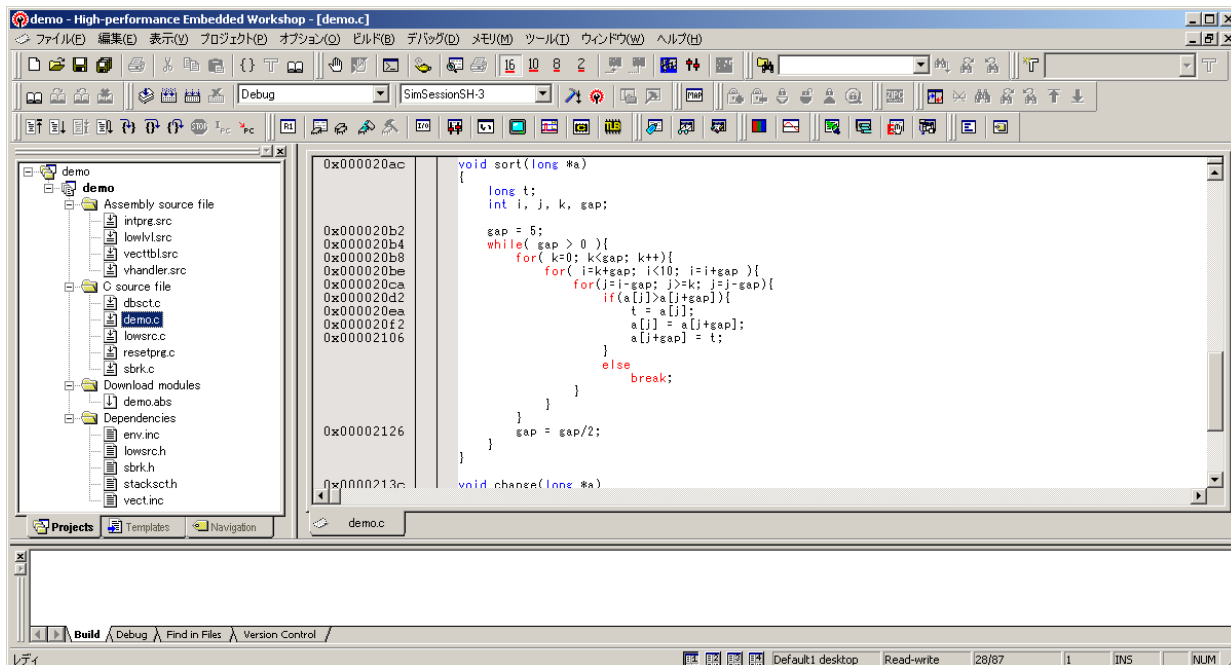 demo - High-performance Embedded Workshop - [demo.c]
ファイル(F) 編集(E) 表示(V) プロジェクト(P) オプション(O) ビルド(B) デバッグ(D) メモリ(M) ツール(T) ウィンドウ(W) ヘルプ(H)
16 10 8 2
Debug SimSessionSH-3
demo
demo
Assembly source file
intprg.src
lowlvl.src
vecttbl.src
vhandler.src
C source file
dbsct.c
demo.c
lowsrc.c
resetprg.c
sbrk.c
Download modules
demo.abs
Dependencies
env.inc
lowsrc.h
sbrk.h
stacksct.h
vect.inc
Projects Templates Navigation
0x000020ac void sort(long *a)
{
long t;
int i, j, k, gap;
0x000020b2 gap = 5;
0x000020b4 while( gap > 0 ){
0x000020b8 for( k=0; k<gap; k++){
0x000020be for( i=k+gap; i<10; i=i+gap ){
0x000020ca for(j=i-gap; j>=k; j=j-gap){
0x000020d2 if(a[j]>a[j+gap]){
0x000020ea t = a[j];
0x000020f2 a[j] = a[j+gap];
0x00002106 a[j+gap] = t;
}
else
break;
}
}
}
0x00002126 gap = gap/2;
}
}
0x0000213c void change(long *a)
demo.c
Build Debug Find in Files Version Control
レディ Default1 desktop Read-write 28/87 1 INS NUM